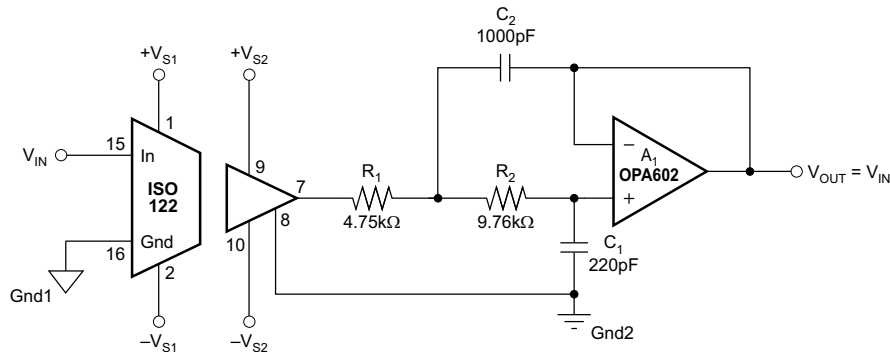 C2
1000pF
+VS1
+VS2
1
15
In
VIN
ISO
122
9
7
8
10
R1
4.75kΩ
R2
9.76kΩ
–
A1
OPA602
+
VOUT = VIN
Gnd
16
2
Gnd1
C1
220pF
Gnd2
–VS1
–VS2